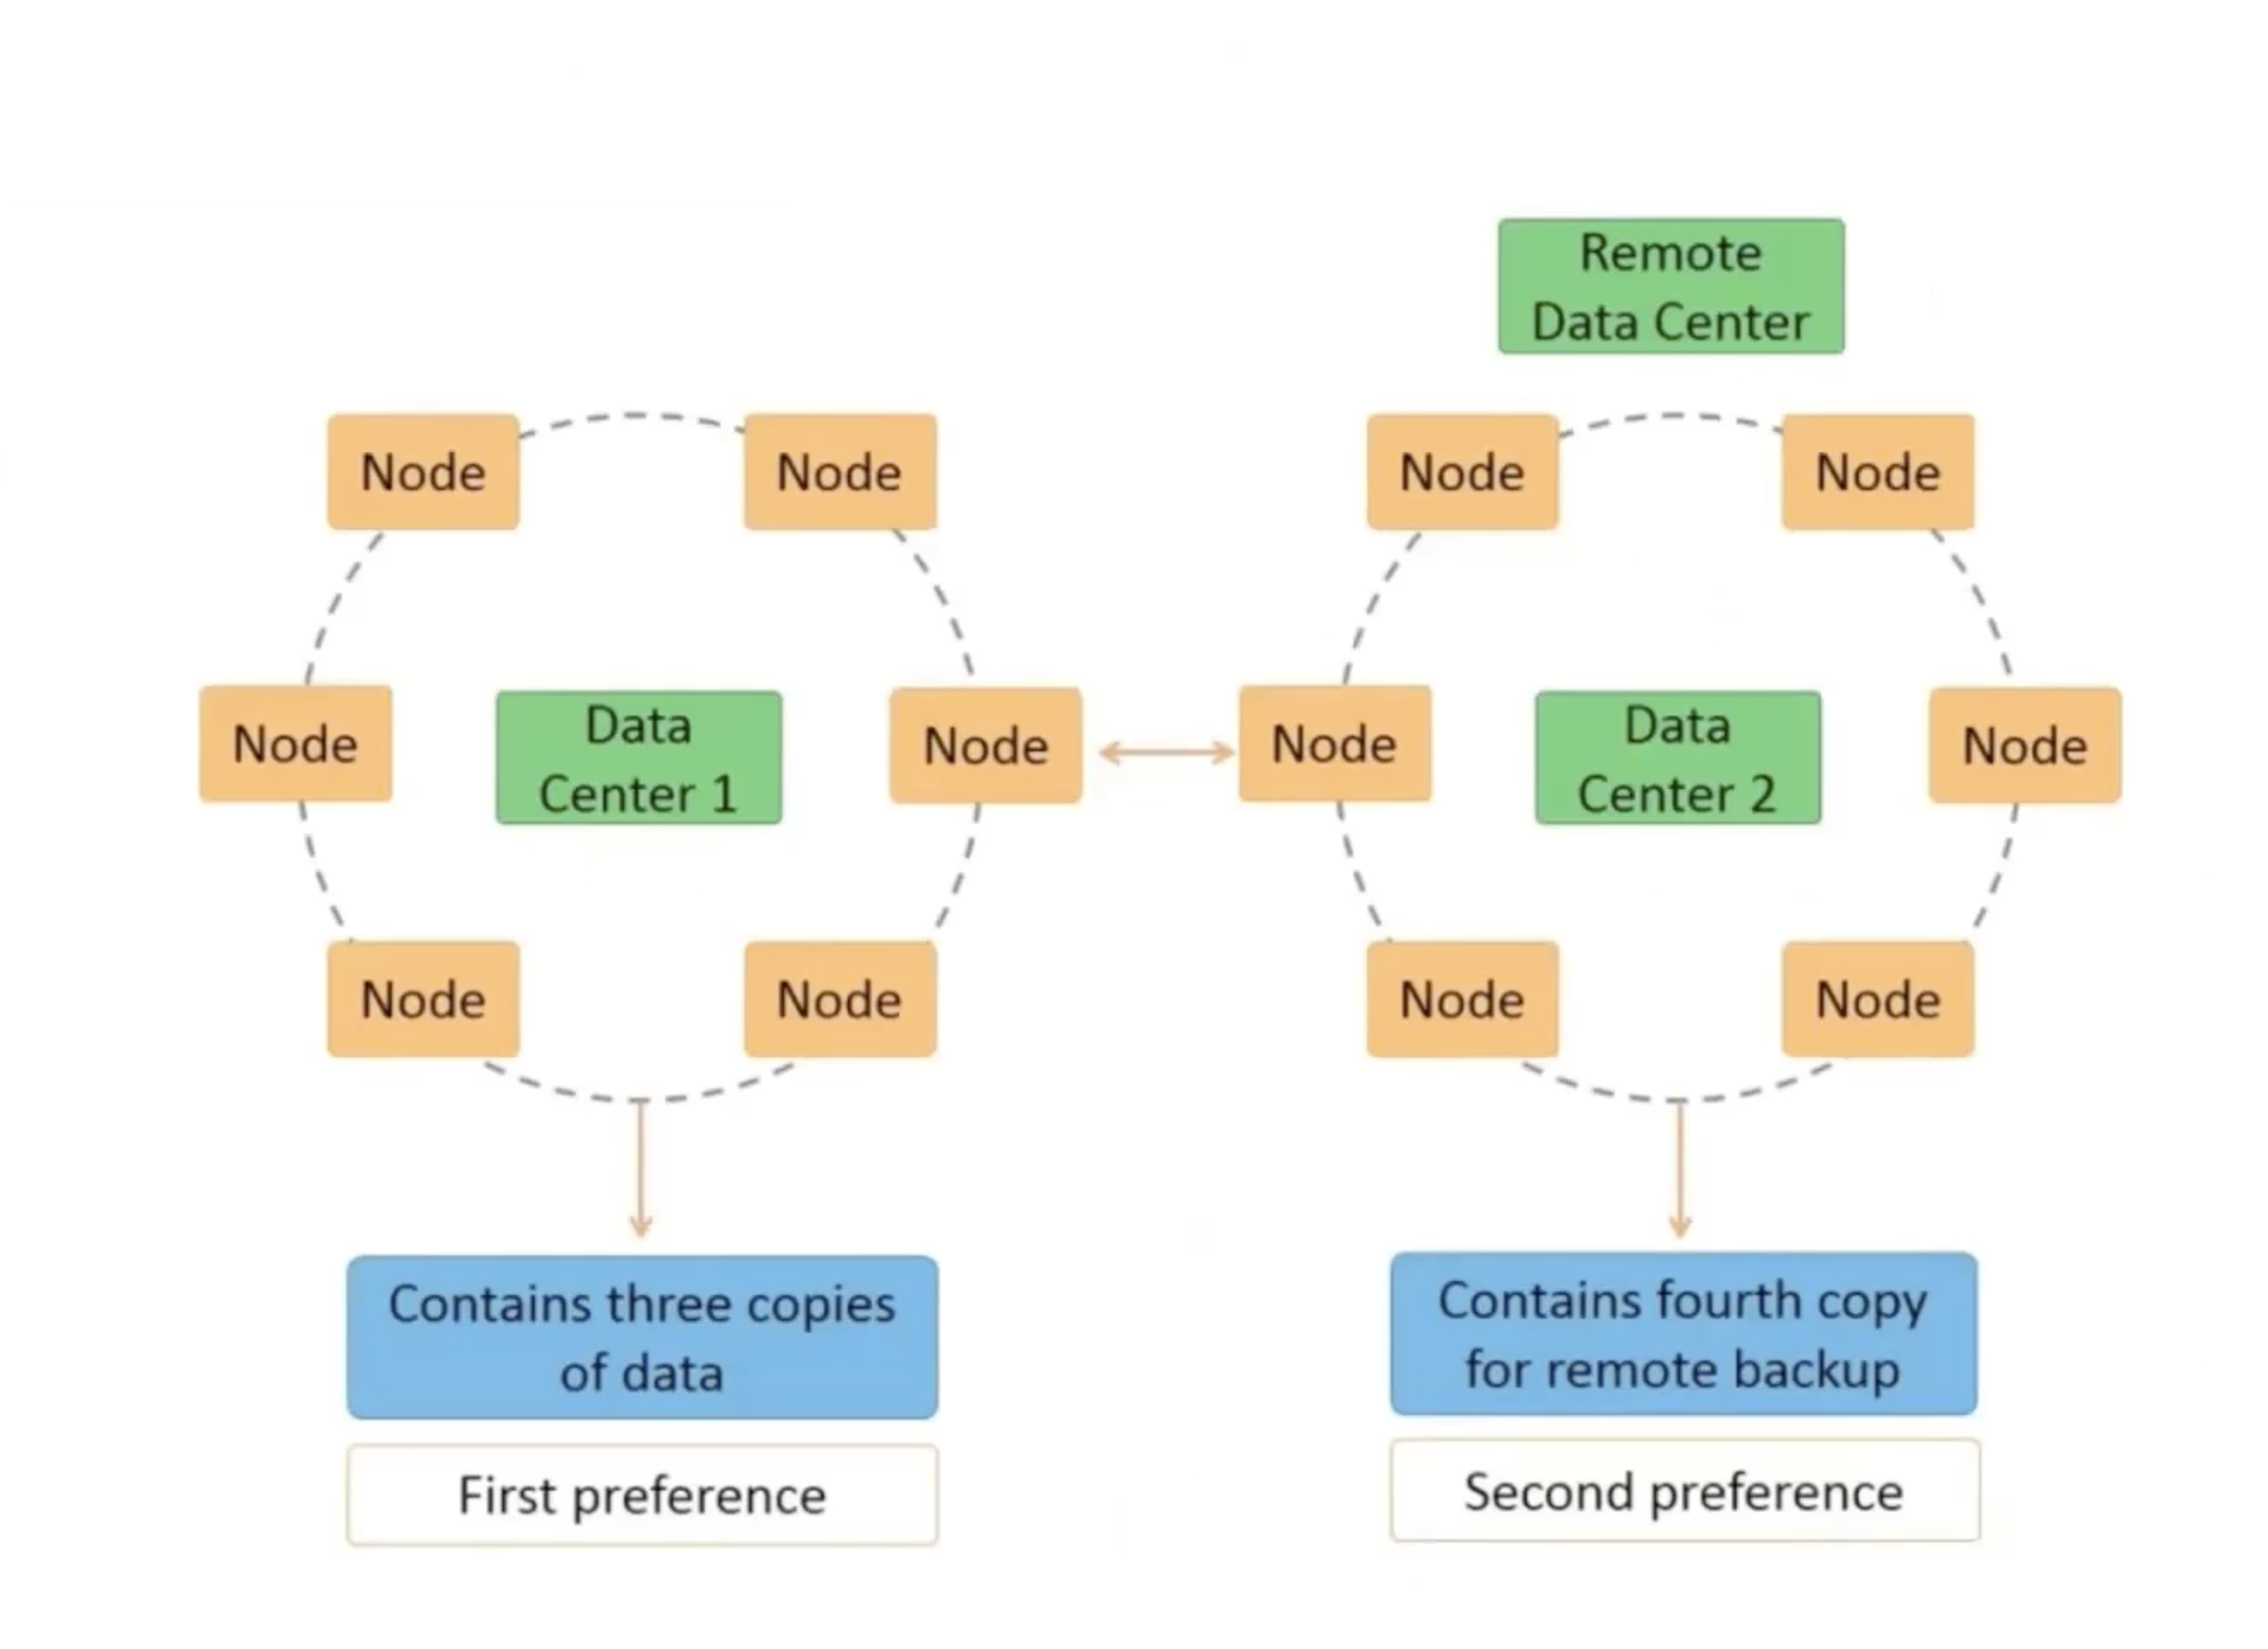 Remote
Data Center
Node
Node
Node
Node
Node
Data
Center 1
Node
Node
Data
Center 2
Node
Node
Node
Node
Node
Contains three copies
of data
Contains fourth copy
for remote backup
First preference
Second preference